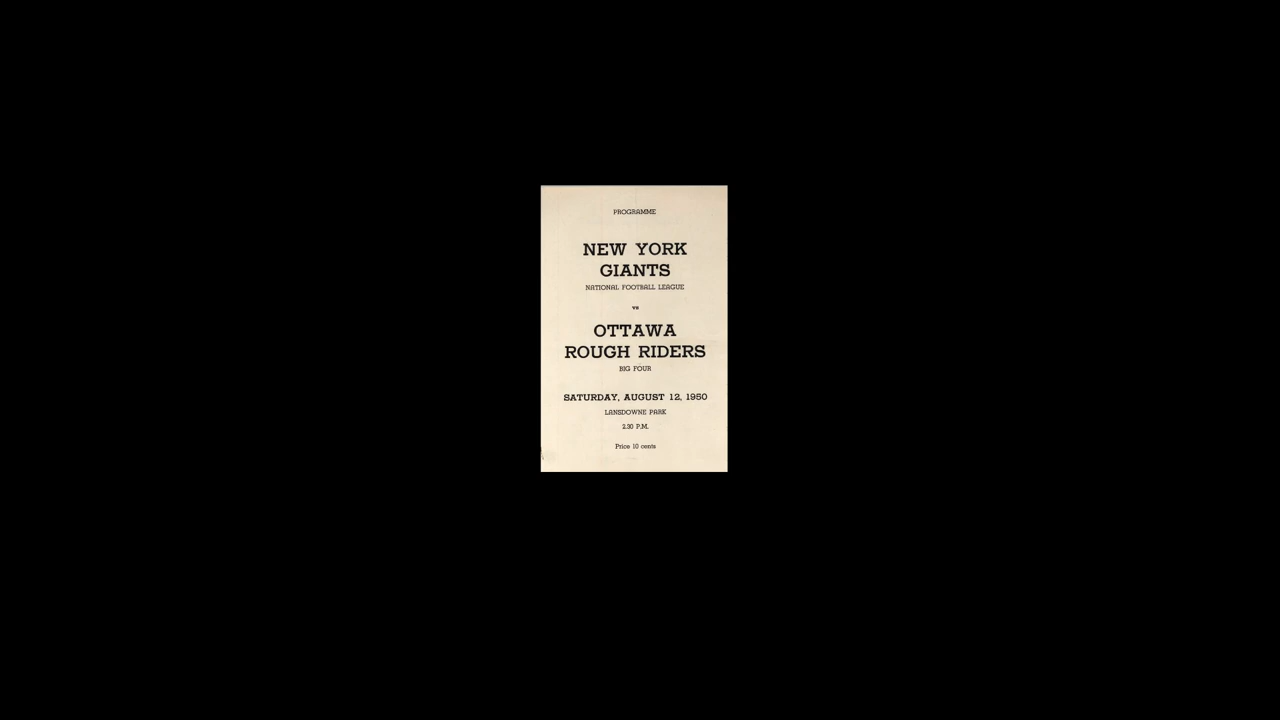 PROGRAMME
NEW YORK
GIANTS
NATIONAL FOOTBALL LEAGUE
vs
OTTAWA
ROUGH RIDERS
BIG FOUR
SATURDAY, AUGUST 12, 1950
LANSDOWNE PARK
2.30 P.M.
Price 10 cents